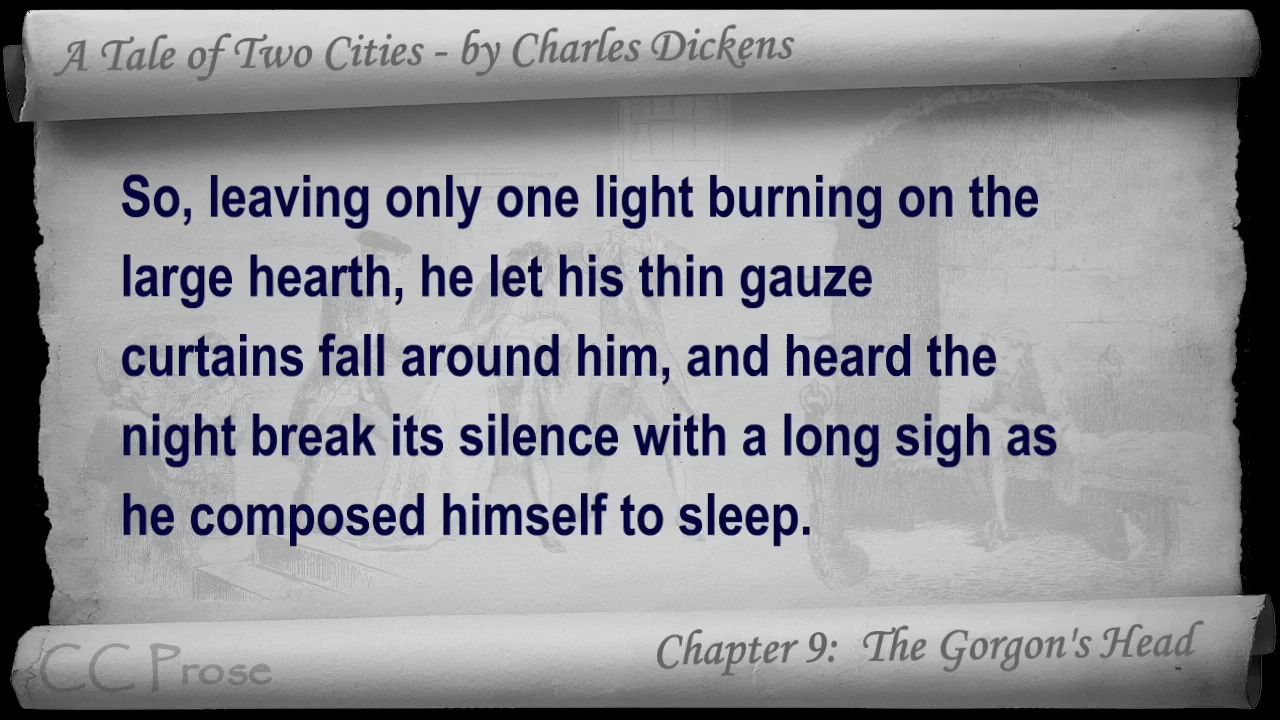 A Tale of Two Cities - by Charles Dickens
So, leaving only one light burning on the
large hearth, he let his thin gauze
curtains fall around him, and heard the
night break its silence with a long sigh as
he composed himself to sleep.
CC Prose
Chapter 9: The Gorgon's Head